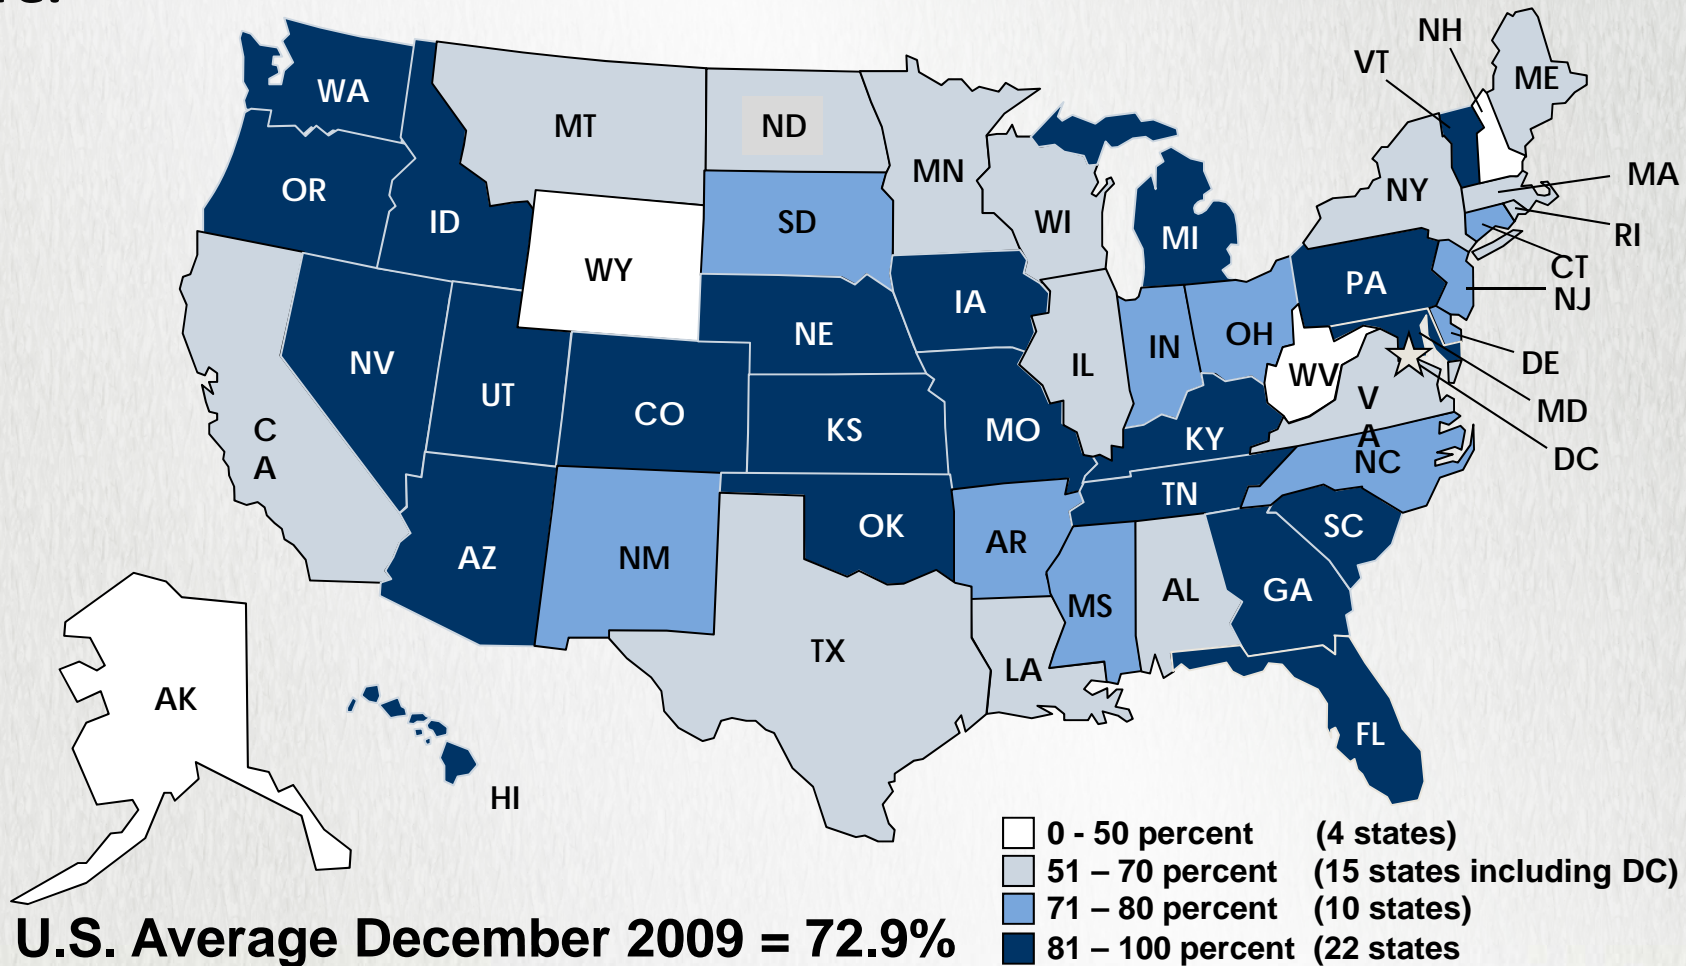 NH
VT
ME
WA
MT
ND
MN
OR
ID
SD
WI
MI
NY
MA
RI
CT
NJ
WY
IA
PA
NE
NV
UT
CO
KS
MO
IL
IN
OH
WV
V
A
DE
MD
DC
C
A
KY
NC
TN
AZ
NM
OK
AR
SC
MS
AL
GA
TX
LA
AK
HI
FL
0 - 50 percent (4 states)
51 – 70 percent (15 states including DC)
71 – 80 percent (10 states)
81 – 100 percent (22 states
U.S. Average December 2009 = 72.9%